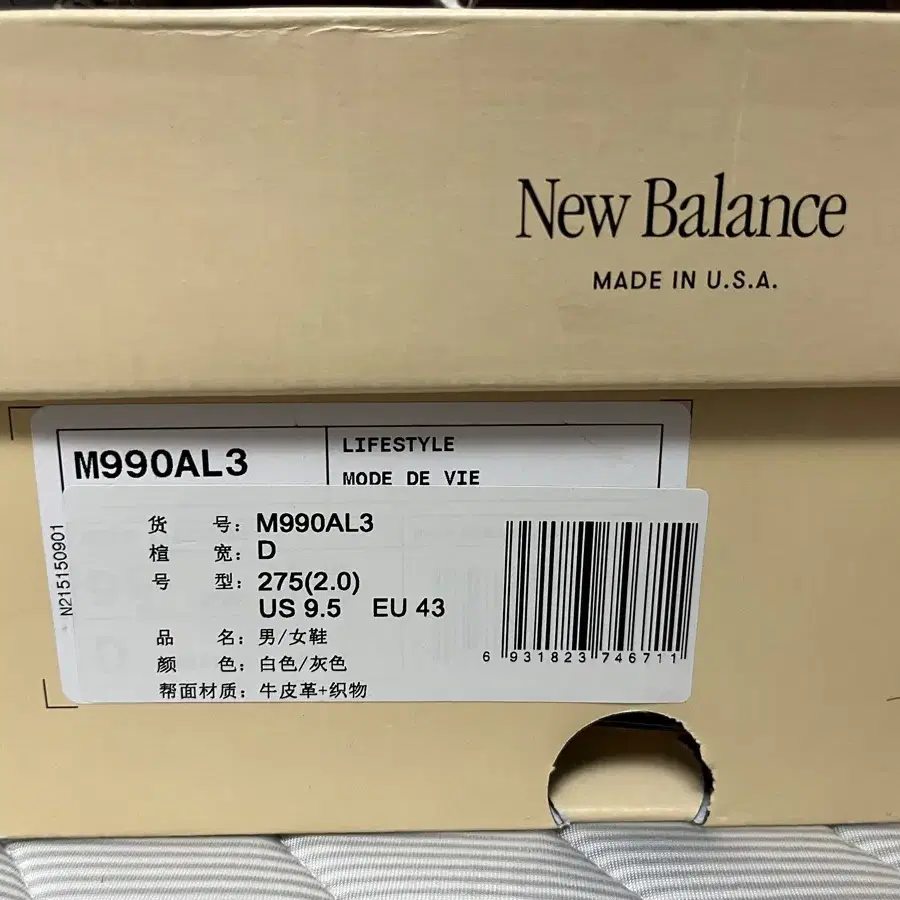 New Balance
MADE IN U.S.A.
M990AL3
LIFESTYLE
MODE DE VIE
N215150901
货 号: M990AL3
楦 宽: D
号 型: 275(2.0)
US 9.5 EU 43
品 名: 男/女鞋
颜 色: 白色/灰色
帮面材质: 牛皮革+织物
6 931823 746711